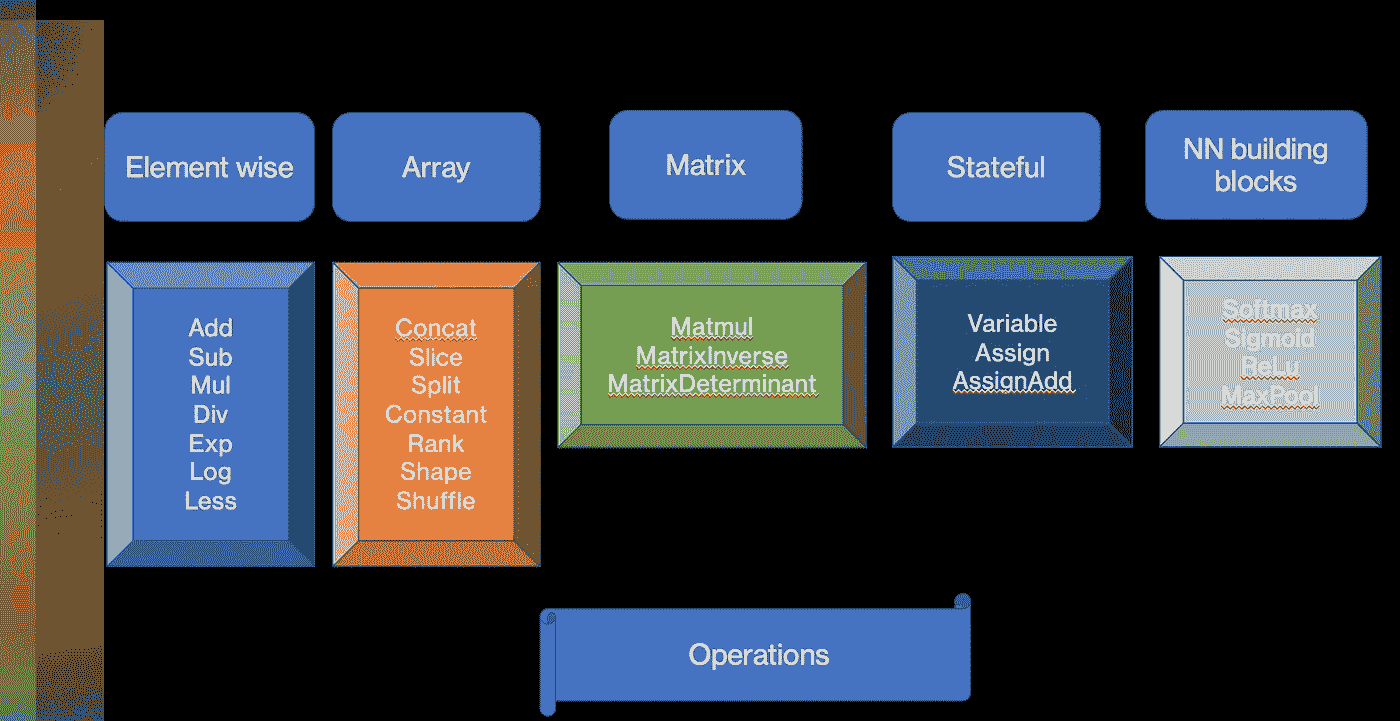 Element wise
Array
Matrix
Stateful
NN building
blocks
Add
Sub
Mul
Div
Exp
Log
Less
Concat
Slice
Split
Constant
Rank
Shape
Shuffle
Matmul
MatrixInverse
MatrixDeterminant
Variable
Assign
AssignAdd
Softmax
Sigmoid
ReLu
MaxPool
Operations